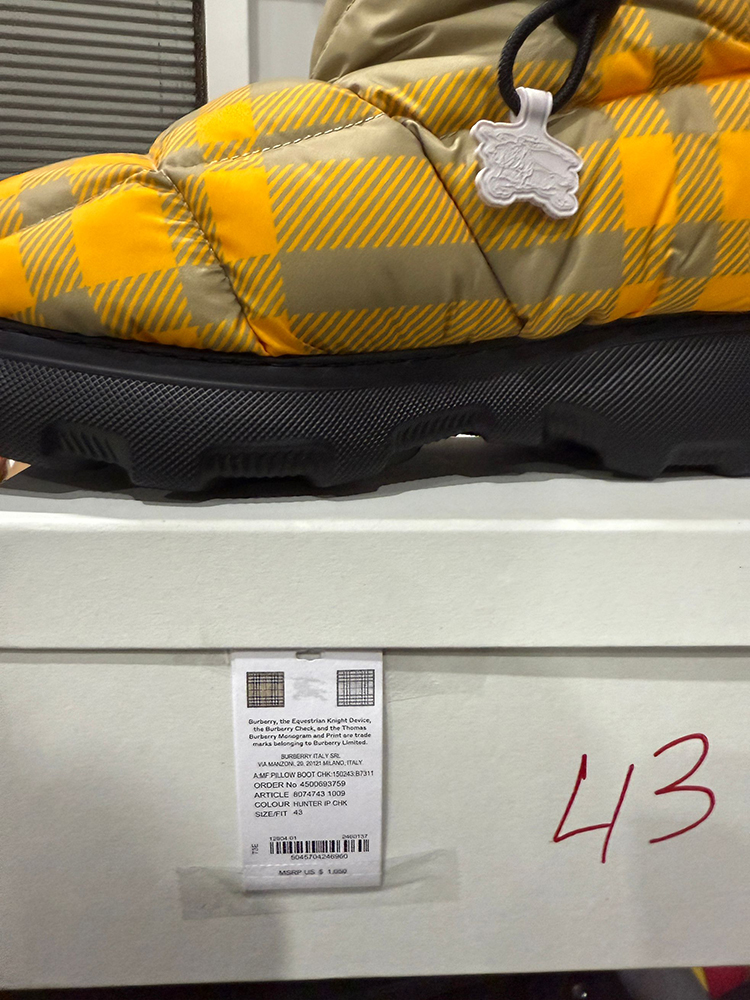 Burberry, the Equestrian Knight Device,
the Burberry Check, and the Thomas
Burberry Monogram and Print are trade
marks belonging to Burberry Limited.
BURBERRY ITALY SRL
VIA MANZONI, 20, 20121 MILANO, ITALY.
A:MF PILLOW BOOT CHK:150243:B7311
ORDER No 4500693759
ARTICLE 8074743 1009
COLOUR HUNTER IP CHK
SIZE/FIT 43
12804 01 2460137
73E
5045704246960
MSRP US $
43